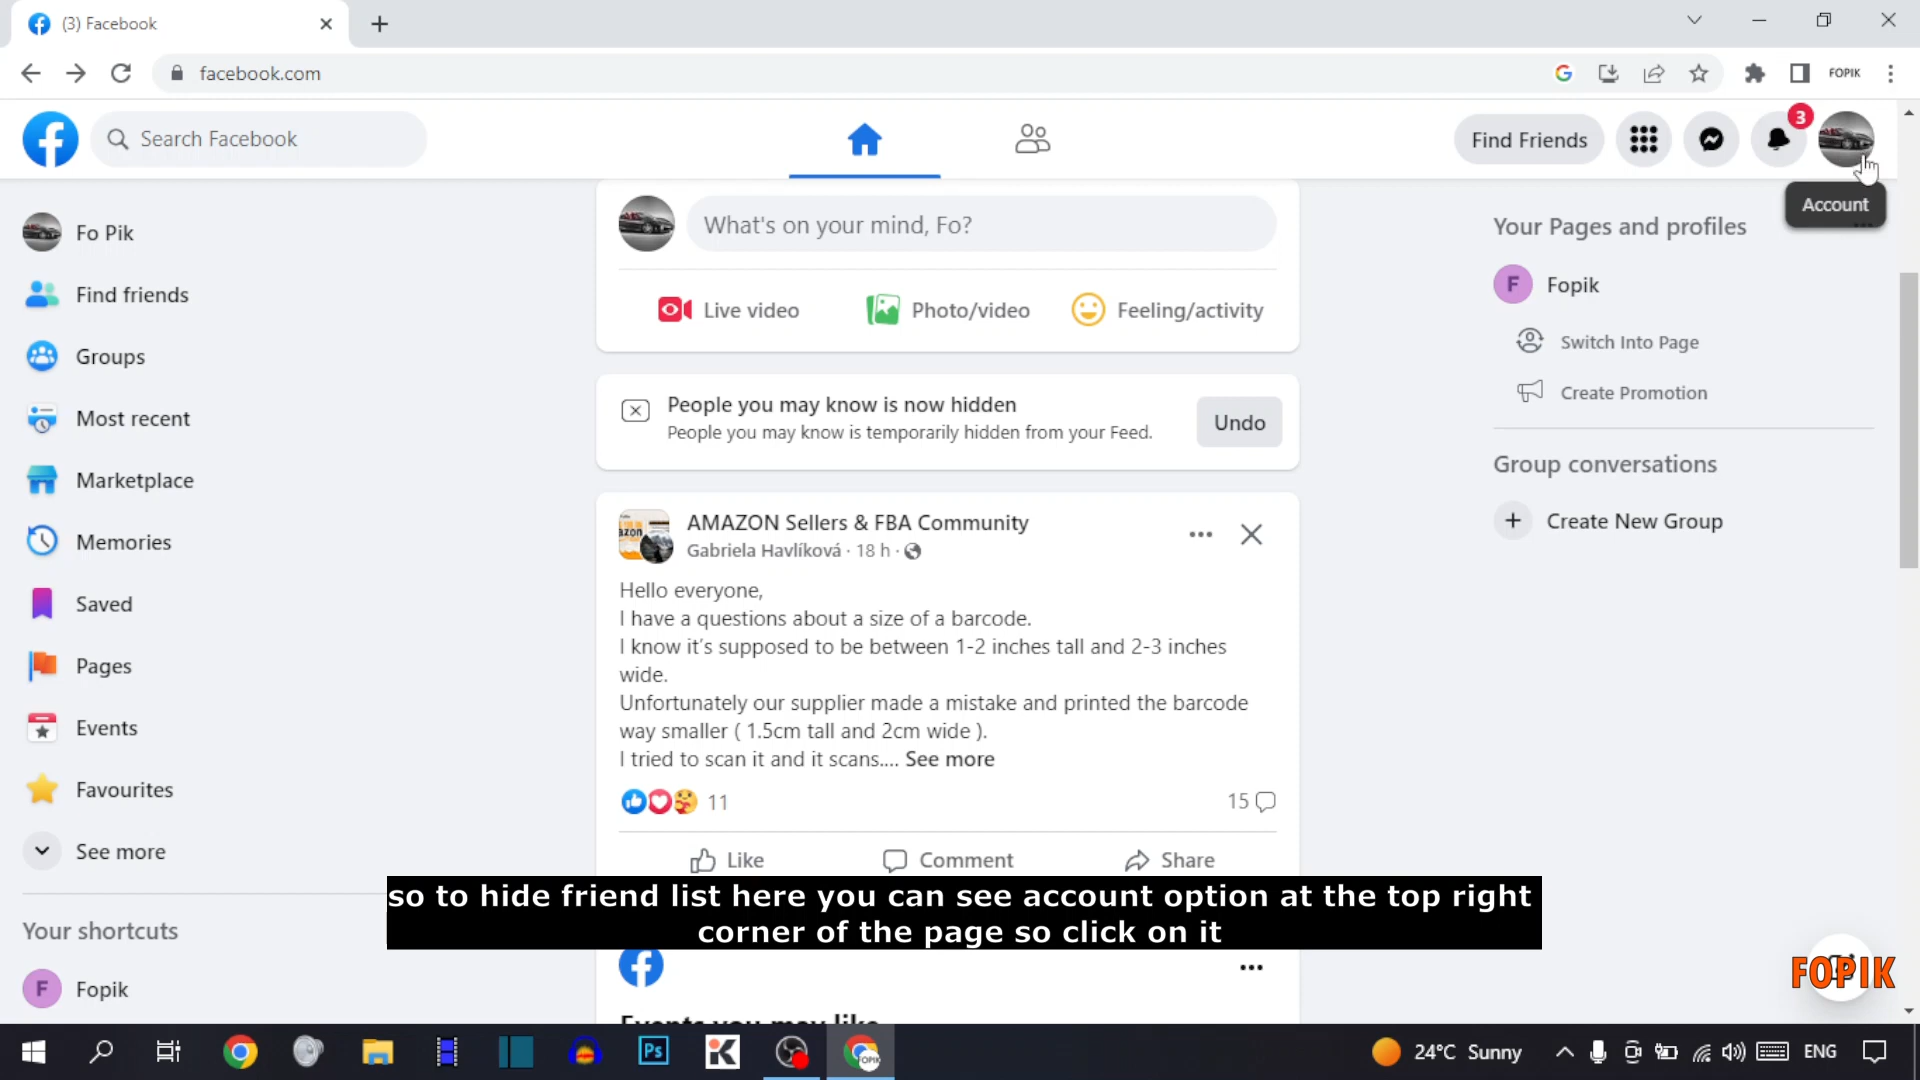 (3) Facebook
facebook.com
FOPIK
Search Facebook
Find Friends
3
Account
Fo Pik
Find friends
Groups
Most recent
Marketplace
Memories
Saved
Pages
Events
Favourites
See more
Your shortcuts
F Fopik
What's on your mind, Fo?
Live video
Photo/video
Feeling/activity
People you may know is now hidden
People you may know is temporarily hidden from your Feed.
Undo
AMAZON Sellers & FBA Community
Gabriela Havlíková · 18 h ·
Hello everyone,
I have a questions about a size of a barcode.
I know it's supposed to be between 1-2 inches tall and 2-3 inches
wide.
Unfortunately our supplier made a mistake and printed the barcode
way smaller ( 1.5cm tall and 2cm wide ).
I tried to scan it and it scans.... See more
11
15
Like
Comment
Share
Events you may like
Your Pages and profiles
F Fopik
Switch Into Page
Create Promotion
Group conversations
Create New Group
so to hide friend list here you can see account option at the top right
corner of the page so click on it
FOPIK
Ps
24°C Sunny
ENG